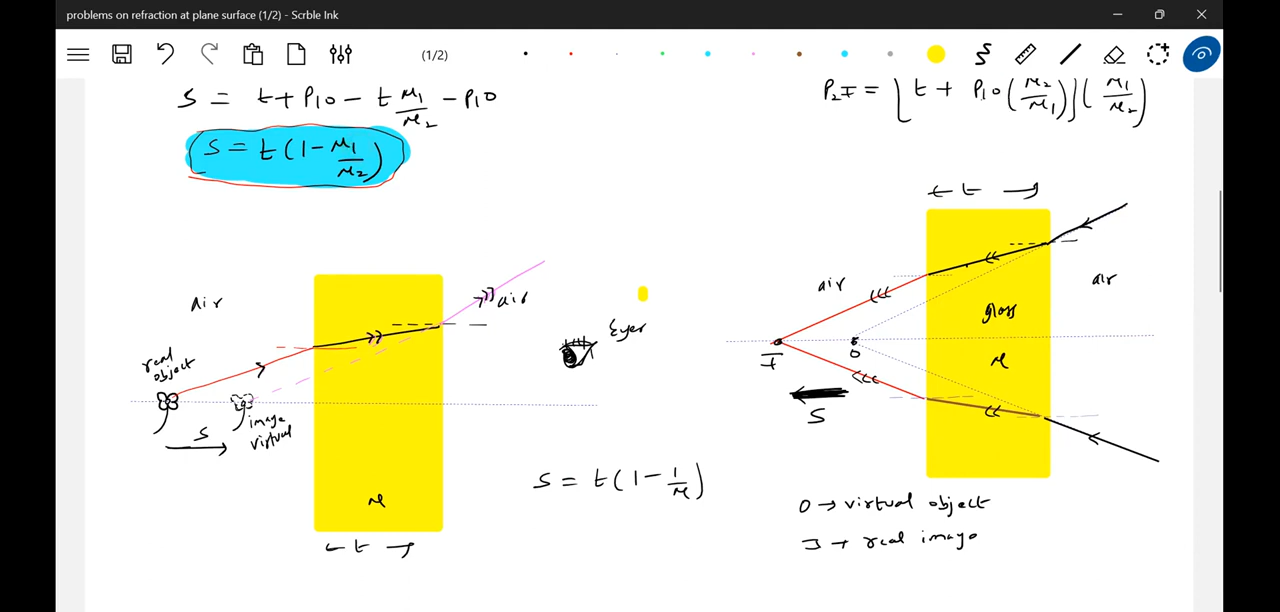 problems on refraction at plane surface (1/2) - Scrble Ink
(1/2)
S = t + P₁O - t μ₁/μ₂ - P₁O
P₂I = [t + P₁O (μ₂/μ₁)] (μ₁/μ₂)
S = t (1 - μ₁/μ₂)
t
air
glass
air
μ
I
O
S
air
air
real
object
image
virtual
S
Eyes
μ
t
S = t (1 - 1/μ)
O → virtual object
I → real image